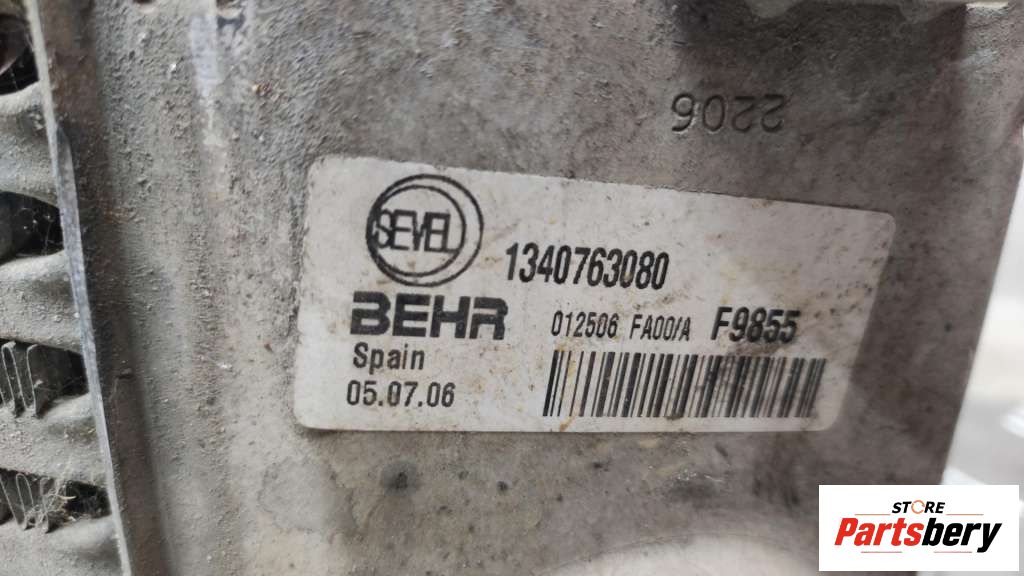 2206
SEVEL
1340763080
BEHR 012506 FA00/A F9855
Spain
05.07.06
STORE
Partsbery